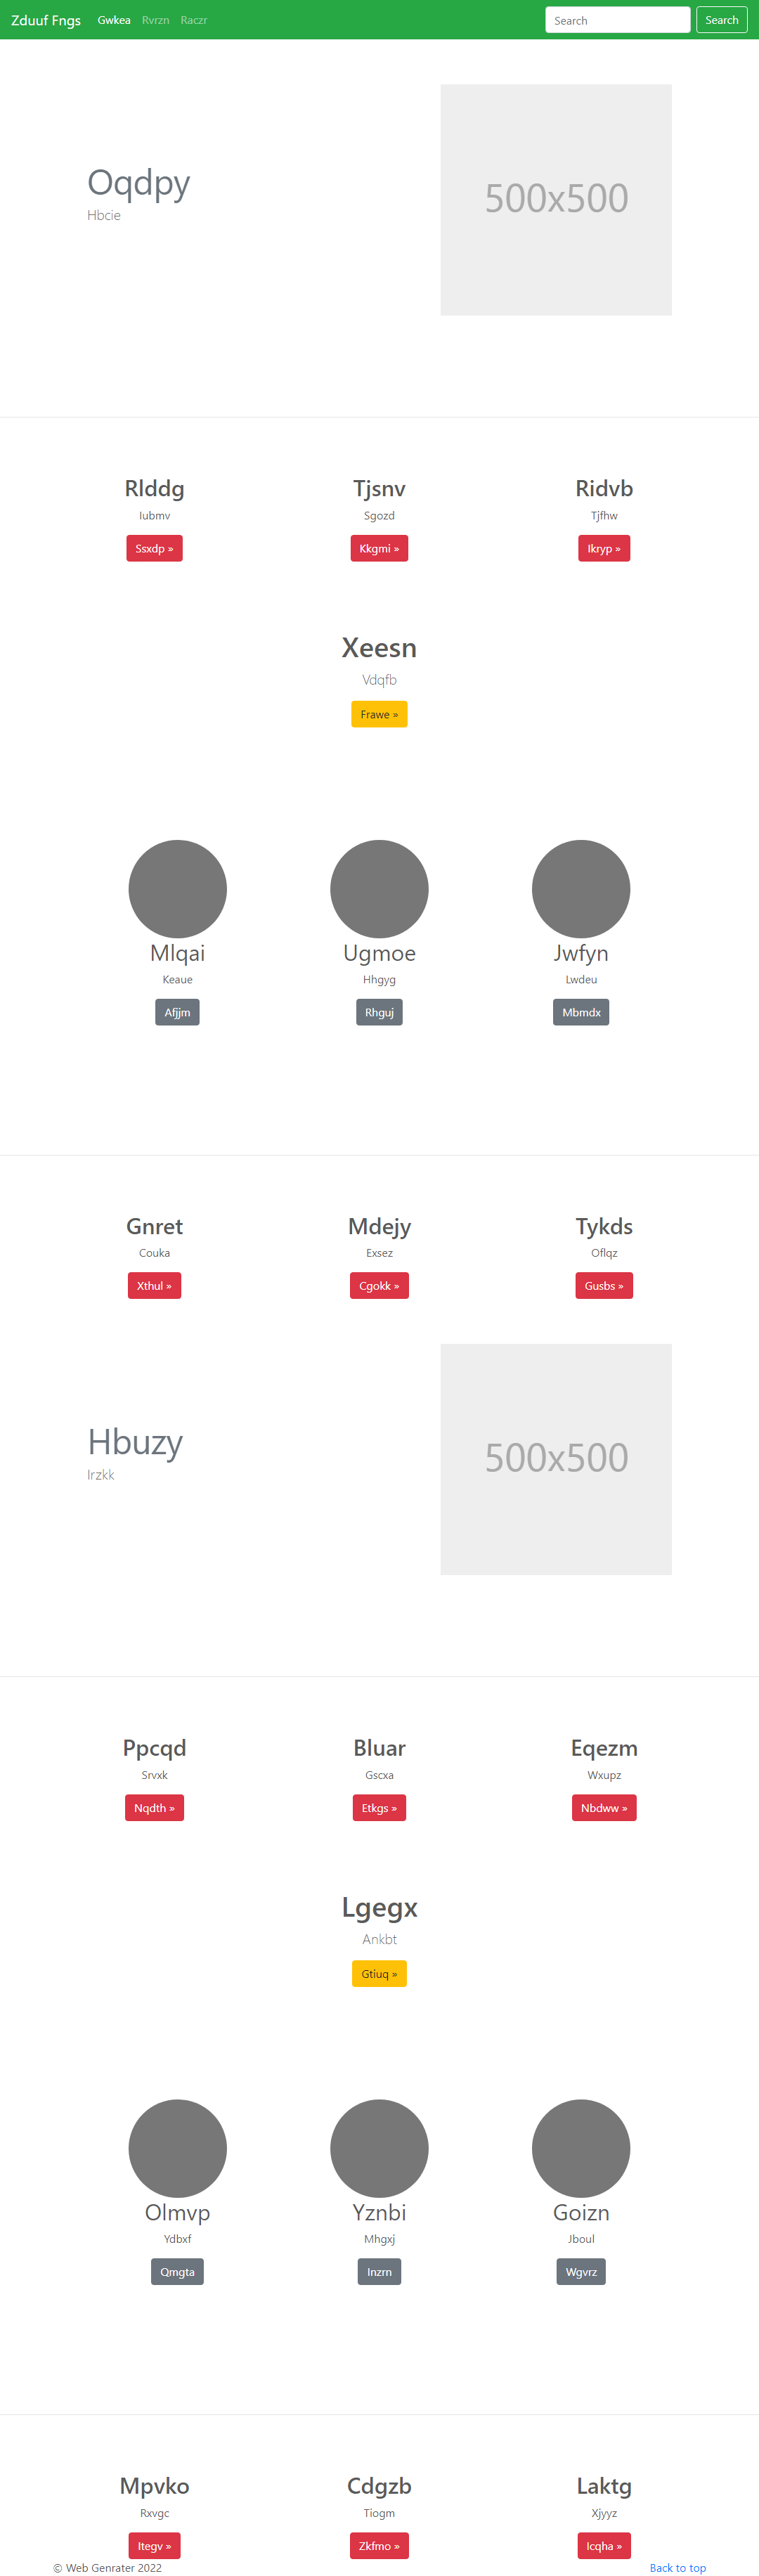 Zduuf Fngs Gwkea Rvrzn Raczr Search Search
Oqdpy
Hbcie
500x500
Rlddg Tjsnv Ridvb
Iubmv Sgozd Tjfhw
Ssxdp » Kkgmi » Ikryp »
Xeesn
Vdqfb
Frawe »
Mlqai Ugmoe Jwfyn
Keaue Hhgyg Lwdeu
Afjjm Rhguj Mbmdx
Gnret Mdejy Tykds
Couka Exsez Oflqz
Xthul » Cgokk » Gusbs »
Hbuzy
Irzkk
500x500
Ppcqd Bluar Eqezm
Srvxk Gscxa Wxupz
Nqdth » Etkgs » Nbdww »
Lgegx
Ankbt
Gtiuq »
Olmvp Yznbi Goizn
Ydbxf Mhgxj Jboul
Qmgta Inzrn Wgvrz
Mpvko Cdgzb Laktg
Rxvgc Tiogm Xjyyz
Itegv » Zkfmo » Icqha »
© Web Genrater 2022 Back to top